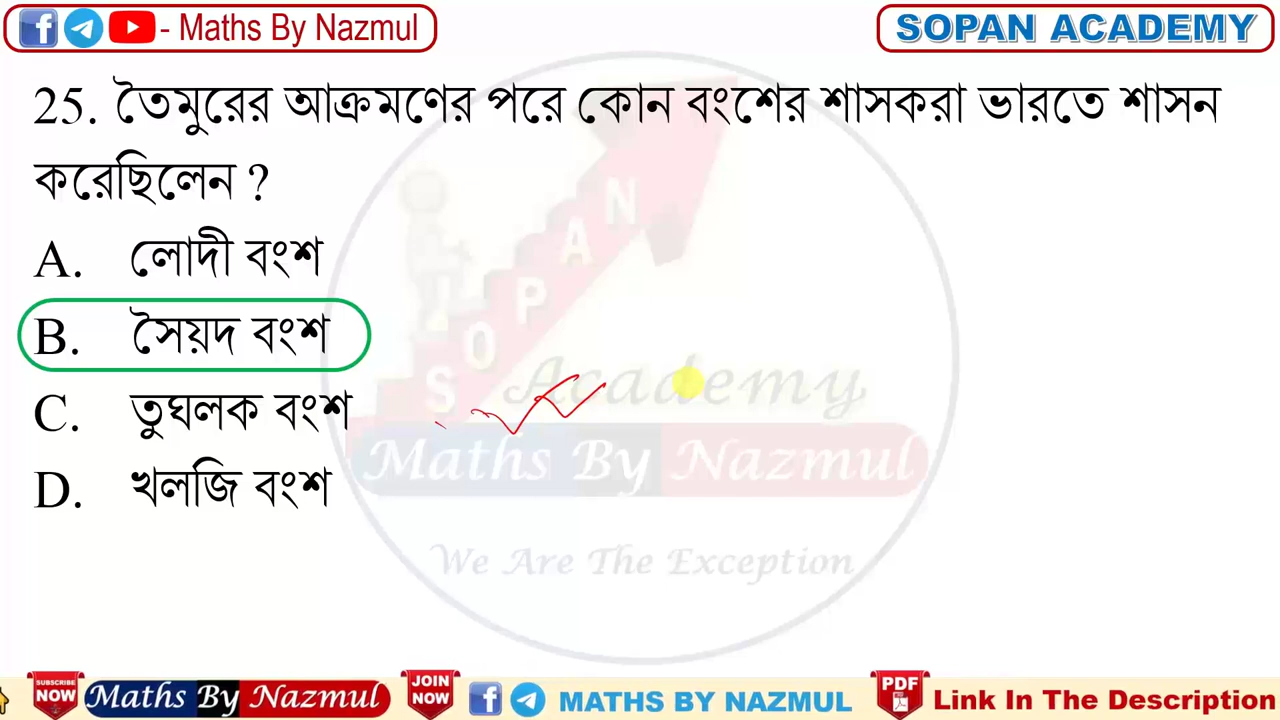 - Maths By Nazmul
SOPAN ACADEMY
25. তৈমুরের আক্রমণের পরে কোন বংশের শাসকরা ভারতে শাসন
করেছিলেন ?
A. লোদী বংশ
B. সৈয়দ বংশ
C. তুঘলক বংশ
D. খলজি বংশ
SOPAN
Academy
Maths By Nazmul
We Are The Exception
SUBSCRIBE
NOW
Maths By Nazmul
JOIN
NOW
MATHS BY NAZMUL
PDF
Link In The Description